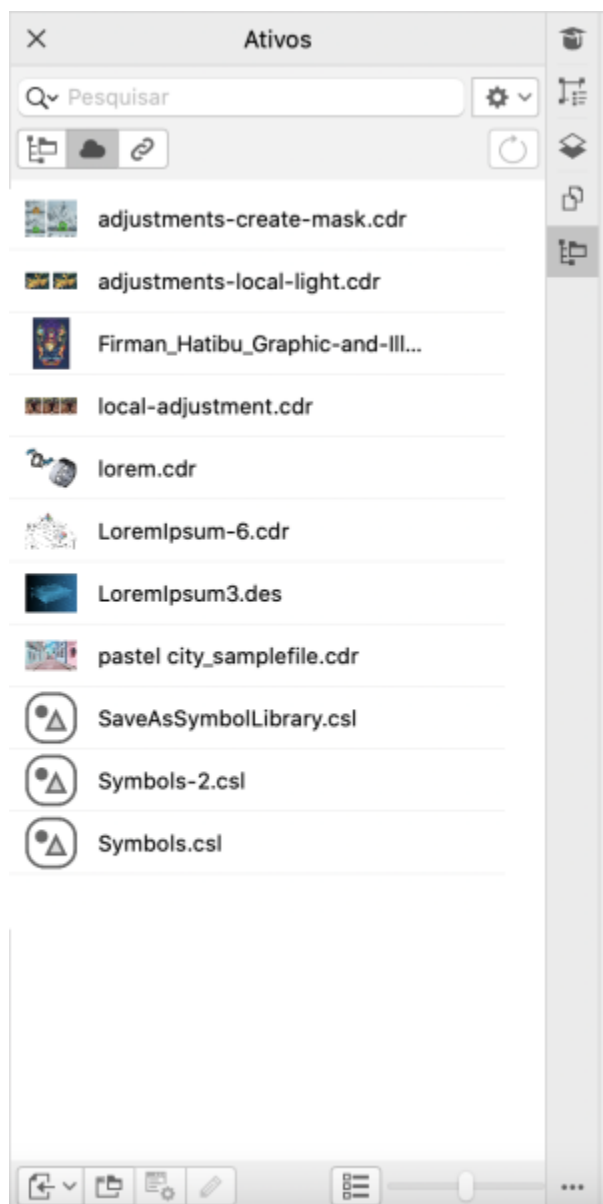 Ativos
Pesquisar
adjustments-create-mask.cdr
adjustments-local-light.cdr
Firman_Hatibu_Graphic-and-Ill...
local-adjustment.cdr
lorem.cdr
LoremIpsum-6.cdr
LoremIpsum3.des
pastel city_samplefile.cdr
SaveAsSymbolLibrary.csl
Symbols-2.csl
Symbols.csl